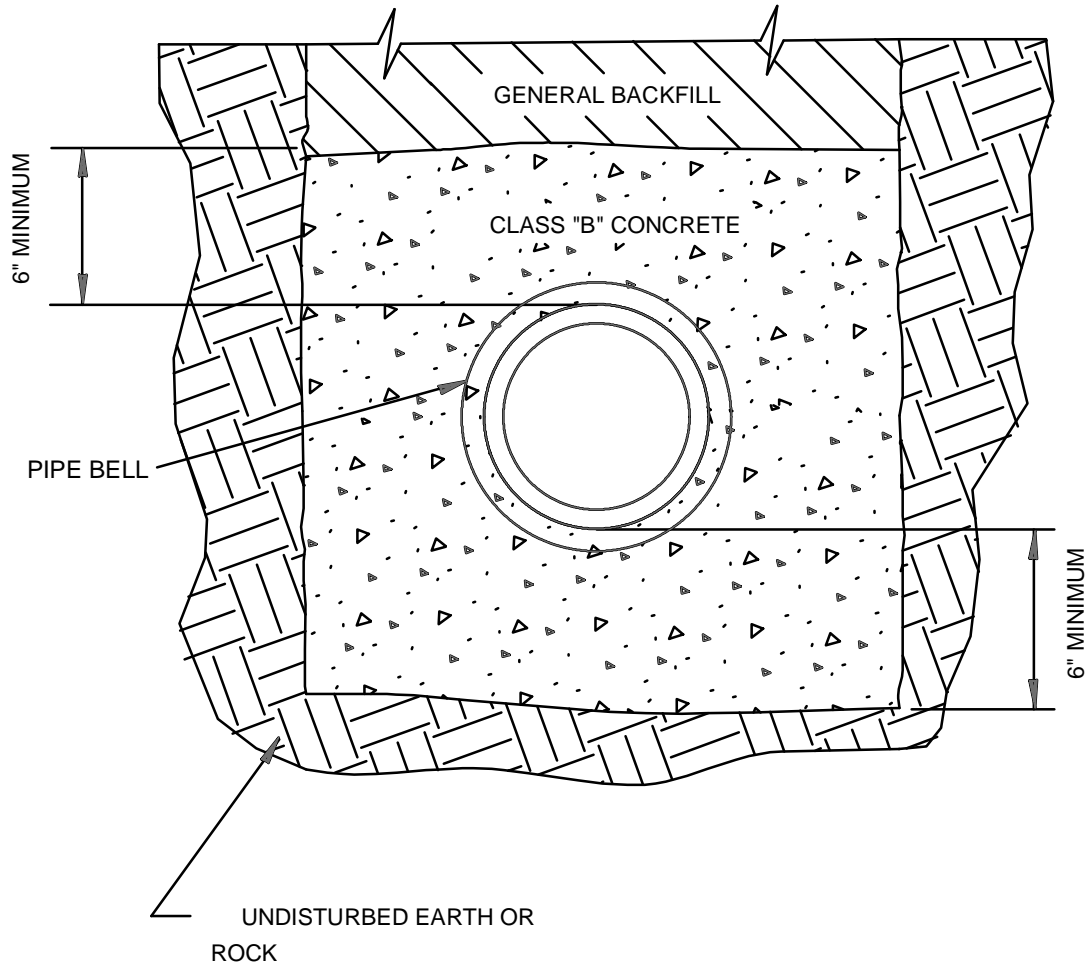 GENERAL BACKFILL
6" MINIMUM
CLASS "B" CONCRETE
PIPE BELL
6" MINIMUM
UNDISTURBED EARTH OR
ROCK